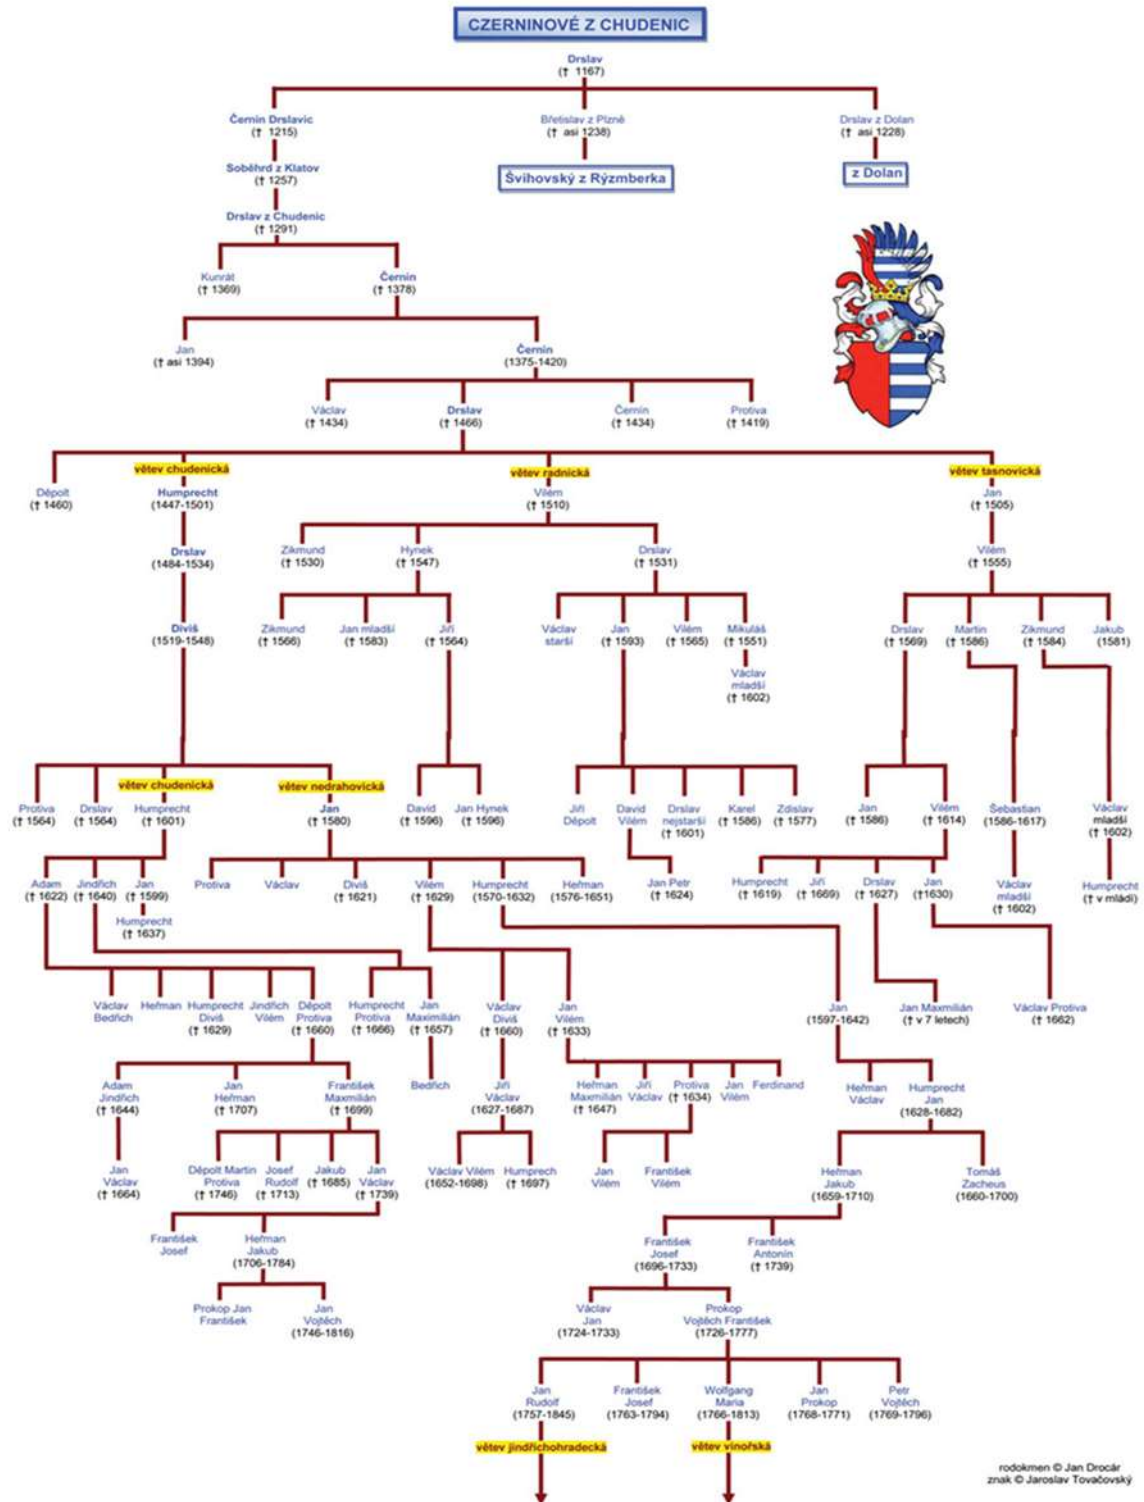 CZERNINOVÉ Z CHUDENIC
Drslav
(† 1167)
Černín Drslavic
(† 1215)
Břetislav z Plzně
(† asi 1238)
Drslav z Dolan
(† asi 1228)
Soběhrd z Klatov
(† 1257)
Švihovský z Rýzmberka
z Dolan
Drslav z Chudenic
(† 1291)
Kunrát
(† 1369)
Černín
(† 1378)
Jan
(† asi 1394)
Černín
(1375-1420)
Václav
(† 1434)
Drslav
(† 1466)
Černín
(† 1434)
Protiva
(† 1419)
větev chudenická
větev radnická
větev tasnovická
Děpolt
(† 1460)
Humprecht
(1447-1501)
Vilém
(† 1510)
Jan
(† 1505)
Drslav
(1484-1534)
Zikmund
(† 1530)
Hynek
(† 1547)
Drslav
(† 1531)
Vilém
(† 1555)
Diviš
(1519-1548)
Zikmund
(† 1566)
Jan mladší
(† 1583)
Jiří
(† 1564)
Václav
starší
Jan
(† 1593)
Vilém
(† 1565)
Mikuláš
(† 1551)
Drslav
(† 1569)
Martin
(† 1586)
Zikmund
(† 1584)
Jakub
(1581)
Václav
mladší
(† 1602)
větev chudenická
větev nedrahovická
Protiva
(† 1564)
Drslav
(† 1564)
Humprecht
(† 1601)
Jan
(† 1580)
David
(† 1596)
Jan Hynek
(† 1596)
Jiří
Děpolt
David
Vilém
Drslav
nejstarší
(† 1601)
Karel
(† 1586)
Zdislav
(† 1577)
Jan
(† 1586)
Vilém
(† 1614)
Šebastian
(1586-1617)
Václav
mladší
(† 1602)
Adam
(† 1622)
Jindřich
(† 1640)
Jan
(† 1599)
Protiva
Václav
Diviš
(† 1621)
Vilém
(† 1629)
Humprecht
(1570-1632)
Heřman
(1576-1651)
Jan Petr
(† 1624)
Humprecht
(† 1619)
Jiří
(† 1669)
Drslav
(† 1627)
Jan
(†1630)
Václav
mladší
(† 1602)
Humprecht
(† v mládí)
Humprecht
(† 1637)
Václav
Bedřich
Heřman
Humprecht
Diviš
(† 1629)
Jindřich
Vilém
Děpolt
Protiva
(† 1660)
Humprecht
Protiva
(† 1666)
Jan
Maximilián
(† 1657)
Václav
Diviš
(† 1660)
Jan
Vilém
(† 1633)
Jan
(1597-1642)
Jan Maxmilián
(† v 7 letech)
Václav Protiva
(† 1662)
Adam
Jindřich
(† 1644)
Jan
Heřman
(† 1707)
František
Maxmilián
(† 1699)
Bedřich
Jiří
Václav
(1627-1687)
Heřman
Maxmilián
(† 1647)
Jiří
Václav
Protiva
(† 1634)
Jan
Vilém
Ferdinand
Heřman
Václav
Humprecht
Jan
(1628-1682)
Jan
Václav
(† 1664)
Děpolt Martin
Protiva
(† 1746)
Josef
Rudolf
(† 1713)
Jakub
(† 1685)
Jan
Václav
(† 1739)
Václav Vilém
(1652-1698)
Humprech
(† 1697)
Jan
Vilém
František
Vilém
Heřman
Jakub
(1659-1710)
Tomáš
Zacheus
(1660-1700)
František
Josef
Heřman
Jakub
(1706-1784)
František
Josef
(1696-1733)
František
Antonín
(† 1739)
Prokop Jan
František
Jan
Vojtěch
(1746-1816)
Václav
Jan
(1724-1733)
Prokop
Vojtěch František
(1726-1777)
Jan
Rudolf
(1757-1845)
František
Josef
(1763-1794)
Wolfgang
Maria
(1766-1813)
Jan
Prokop
(1768-1771)
Petr
Vojtěch
(1769-1796)
větev jindřichohradecká
větev vinořská
rodokmen © Jan Drocár
znak © Jaroslav Tovačovský